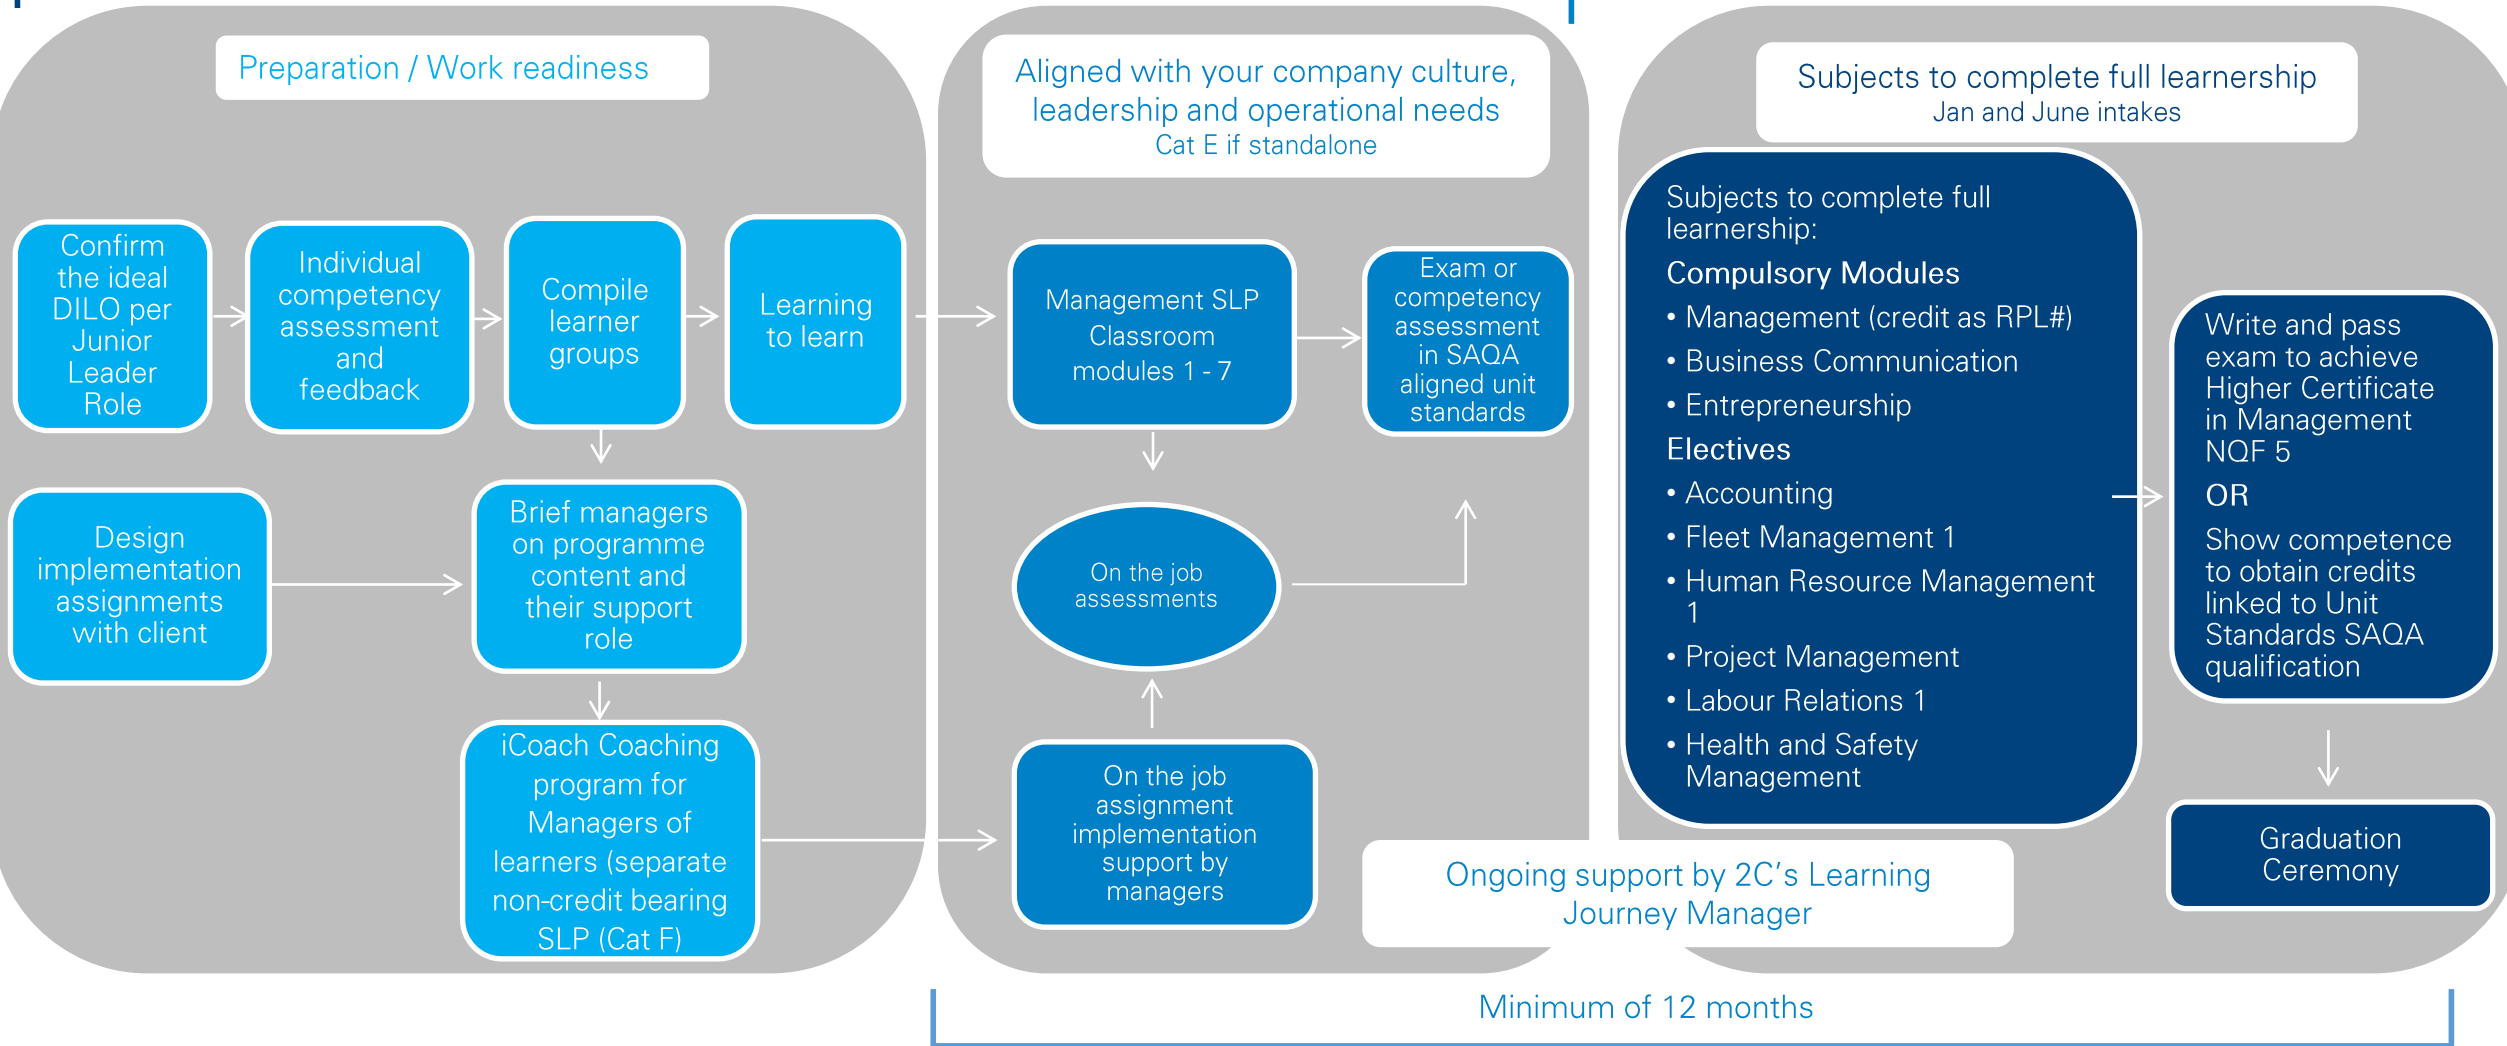 Preparation / Work readiness
Confirm
the ideal
DILO per
Junior
Leader
Role
Individual
competency
assessment
and
feedback
Compile
learner
groups
Learning
to learn
Design
implementation
assignments
with client
Brief managers
on programme
content and
their support
role
iCoach Coaching
program for
Managers of
learners (separate
non-credit bearing
SLP (Cat F)
Aligned with your company culture,
leadership and operational needs
Cat E if standalone
Management SLP
Classroom
modules 1 - 7
Exam or
competency
assessment
in SAQA
aligned unit
standards
On the job
assessments
On the job
assignment
implementation
support by
managers
Subjects to complete full learnership
Jan and June intakes
Subjects to complete full
learnership:
Compulsory Modules
• Management (credit as RPL#)
• Business Communication
• Entrepreneurship
Electives
• Accounting
• Fleet Management 1
• Human Resource Management
1
• Project Management
• Labour Relations 1
• Health and Safety
Management
Write and pass
exam to achieve
Higher Certificate
in Management
NQF 5
OR
Show competence
to obtain credits
linked to Unit
Standards SAQA
qualification
Graduation
Ceremony
Ongoing support by 2C's Learning
Journey Manager
Minimum of 12 months